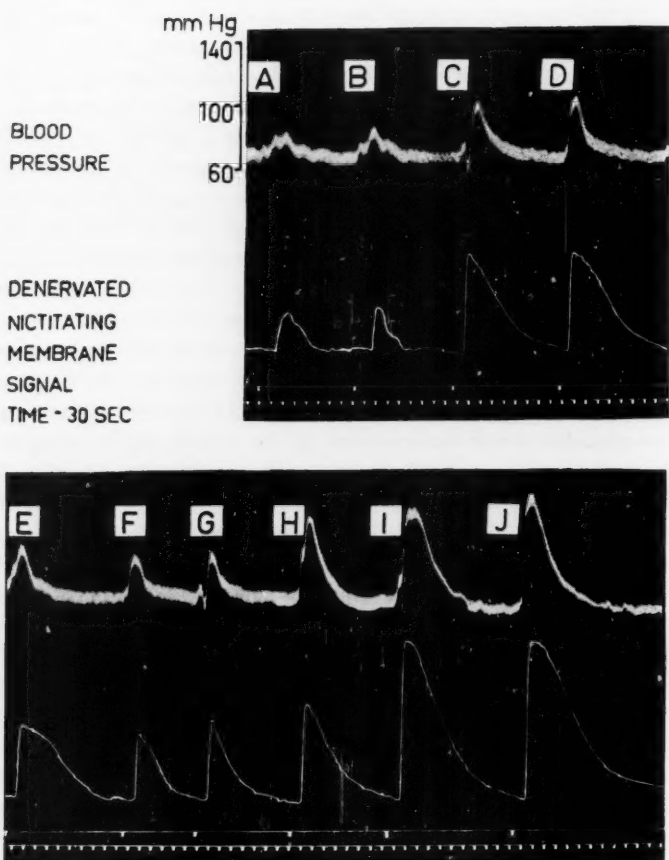 mm Hg
140
A B C D
100
BLOOD
PRESSURE
60
DENERVATED
NICTITATING
MEMBRANE
SIGNAL
TIME - 30 SEC
E F G H I J